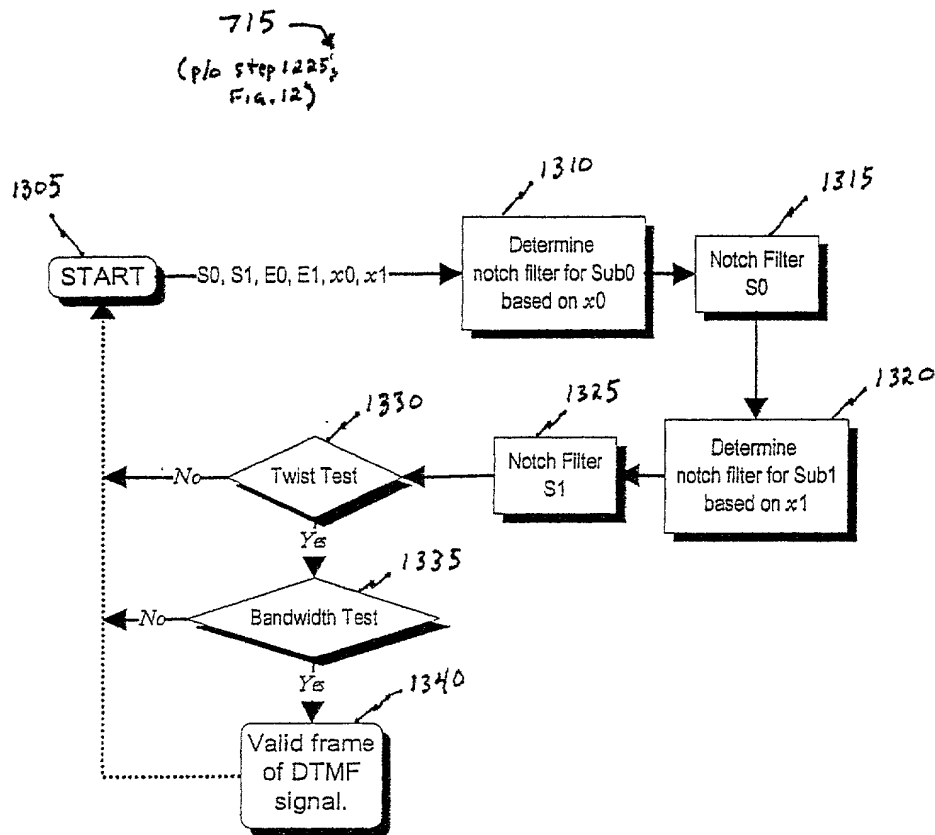 715
(p/o step 1225,
Fig. 12)
1305
START
S0, S1, E0, E1, x0, x1
1310
Determine
notch filter for Sub0
based on x0
1315
Notch Filter
S0
1320
Determine
notch filter for Sub1
based on x1
1325
Notch Filter
S1
1330
Twist Test
No
Yes
1335
Bandwidth Test
No
Yes
1340
Valid frame
of DTMF
signal.